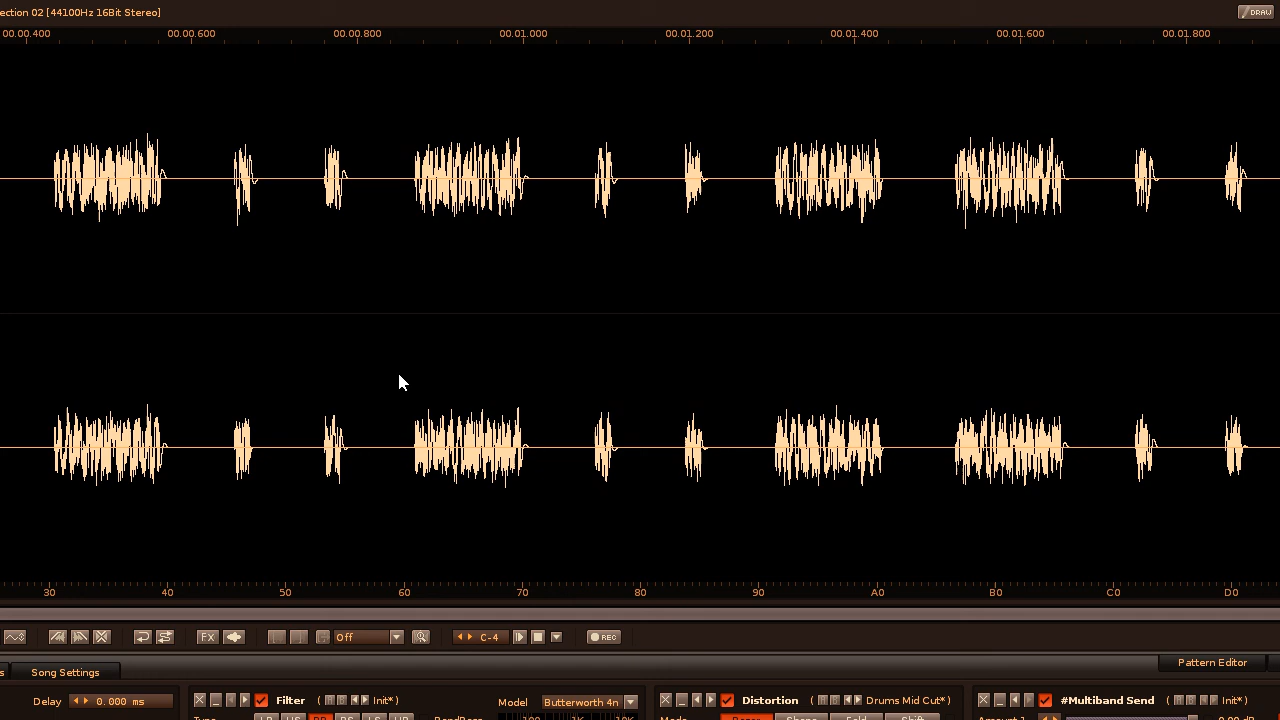 ection 02 [44100Hz 16Bit Stereo]
DRAW
00.00.400 00.00.600 00.00.800 00.01.000 00.01.200 00.01.400 00.01.600 00.01.800
30 40 50 60 70 80 90 A0 B0 C0 D0
FX Off C-4 REC
s Song Settings Pattern Editor
Delay 0.000 ms Filter ( Init*) Model Butterworth 4n Distortion ( Drums Mid Cut*) #Multiband Send ( Init*)